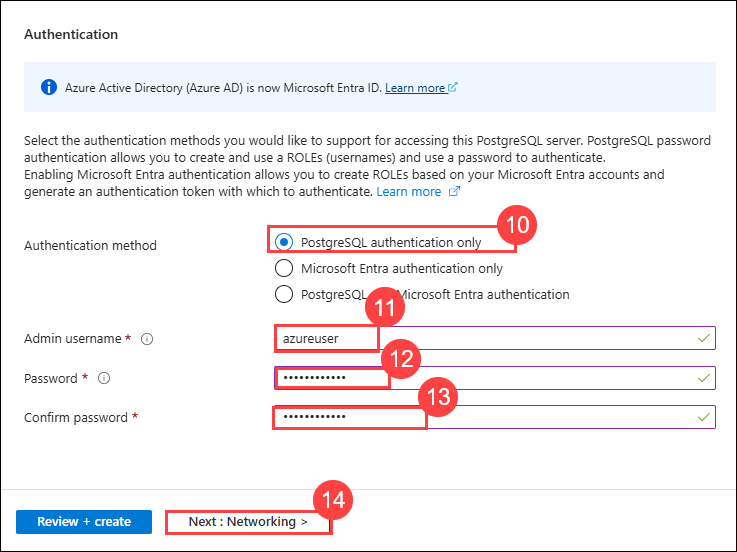 Authentication
Azure Active Directory (Azure AD) is now Microsoft Entra ID. Learn more
Select the authentication methods you would like to support for accessing this PostgreSQL server. PostgreSQL password
authentication allows you to create and use a ROLEs (usernames) and use a password to authenticate.
Enabling Microsoft Entra authentication allows you to create ROLEs based on your Microsoft Entra accounts and
generate an authentication token with which to authenticate. Learn more
10
Authentication method
PostgreSQL authentication only
Microsoft Entra authentication only
PostgreSQL Microsoft Entra authentication
11
Admin username *
azureuser
12
Password *
••••••••••••
13
Confirm password *
••••••••••••
14
Review + create
Next : Networking >